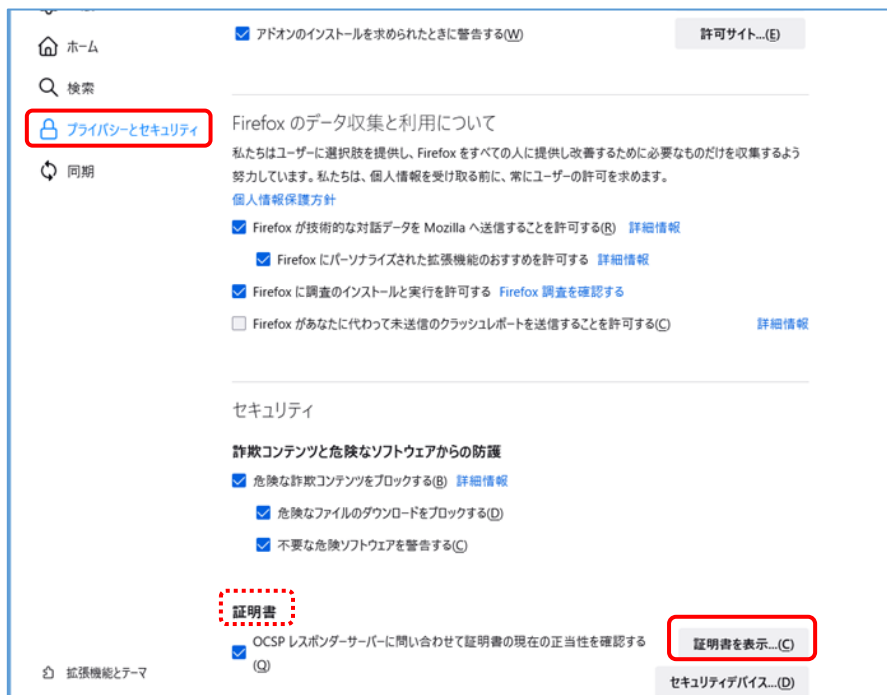 ホーム
検索
プライバシーとセキュリティ
同期
拡張機能とテーマ
アドオンのインストールを求められたときに警告する(W)
許可サイト...(E)
Firefox のデータ収集と利用について
私たちはユーザーに選択肢を提供し、Firefox をすべての人に提供し改善するために必要なものだけを収集するよう
努力しています。私たちは、個人情報を受け取る前に、常にユーザーの許可を求めます。
個人情報保護方針
Firefox が技術的な対話データを Mozilla へ送信することを許可する(R) 詳細情報
Firefox にパーソナライズされた拡張機能のおすすめを許可する 詳細情報
Firefox に調査のインストールと実行を許可する Firefox 調査を確認する
Firefox があなたに代わって未送信のクラッシュレポートを送信することを許可する(C) 詳細情報
セキュリティ
詐欺コンテンツと危険なソフトウェアからの防護
危険な詐欺コンテンツをブロックする(B) 詳細情報
危険なファイルのダウンロードをブロックする(D)
不要な危険ソフトウェアを警告する(C)
証明書
OCSP レスポンダーサーバーに問い合わせて証明書の現在の正当性を確認する
(Q)
証明書を表示...(C)
セキュリティデバイス...(D)